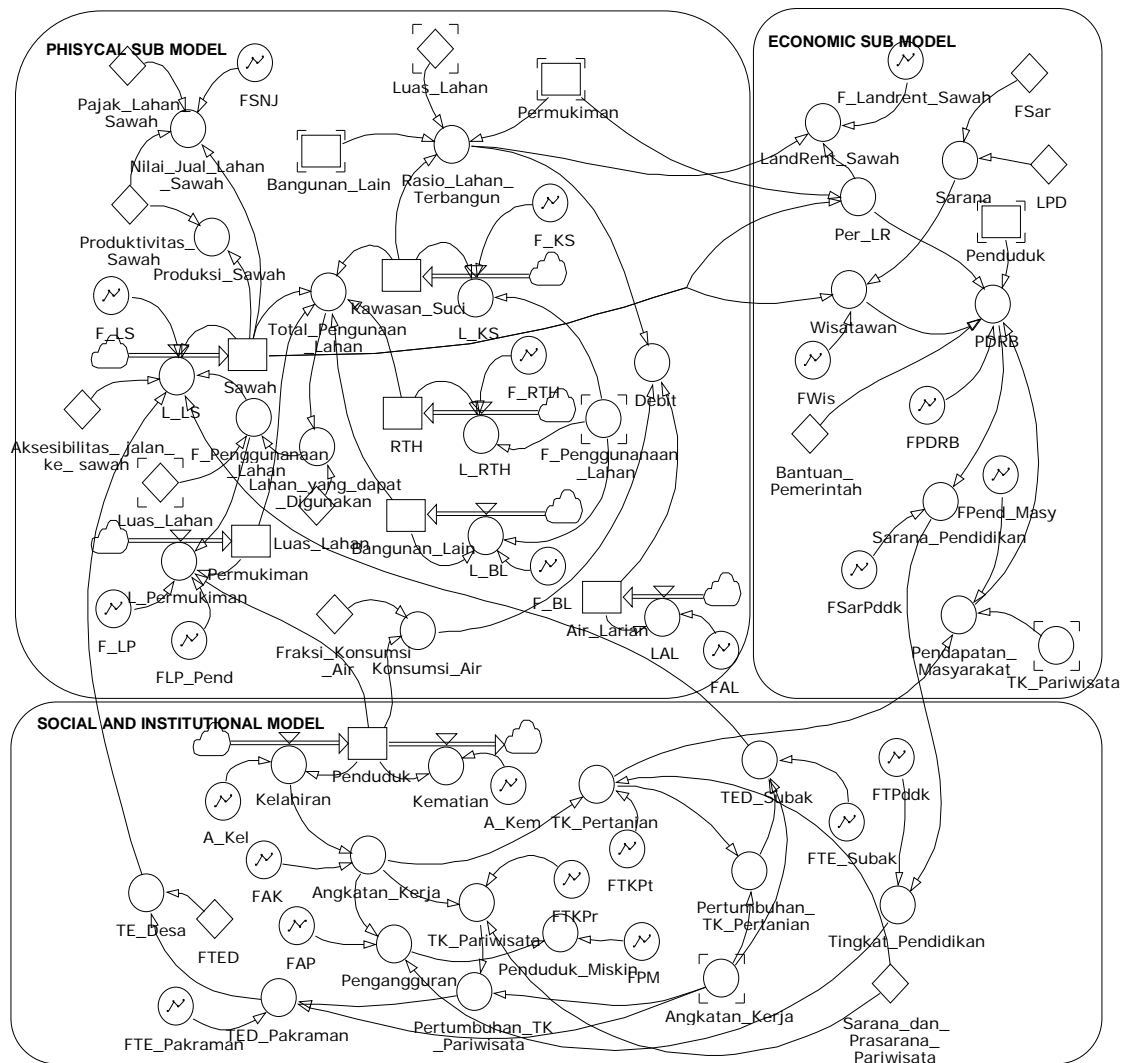 PHISYCAL SUB MODEL
Pajak_Lahan_
Sawah
FSNJ
Nilai_Jual_Lahan
_Sawah
Luas_Lahan
Permukiman
Bangunan_Lain
Rasio_Lahan_
Terbangun
Produktivitas_
Sawah
Produksi_Sawah
F_KS
F_LS
Kawasan_Suci
L_KS
Total_Pengunaan
_Lahan
Sawah
L_LS
Debit
F_RTH
Aksesibilitas_ jalan_
ke_ sawah
F_Penggunanaan
_Lahan
RTH
L_RTH
F_Penggunanaan
_Lahan
Lahan_yang_dapat
_Digunakan
Luas_Lahan
Luas_Lahan
Permukiman
Bangunan_Lain
L_BL
F_BL
L_Permukiman
F_LP
FLP_Pend
Fraksi_Konsumsi
_Air
Konsumsi_Air
Air_Larian
LAL
FAL
ECONOMIC SUB MODEL
F_Landrent_Sawah
FSar
LandRent_Sawah
Sarana
LPD
Per_LR
Penduduk
Wisatawan
PDRB
FWis
FPDRB
Bantuan_
Pemerintah
FPend_Masy
Sarana_Pendidikan
FSarPddk
Pendapatan_
Masyarakat
TK_Pariwisata
SOCIAL AND INSTITUTIONAL MODEL
Penduduk
Kelahiran
Kematian
A_Kel
A_Kem
TK_Pertanian
TED_Subak
FTPddk
FTE_Subak
FTKPt
FAK
Angkatan_Kerja
FTKPr
Pertumbuhan_
TK_Pertanian
TE_Desa
FTED
TK_Pariwisata
Tingkat_Pendidikan
FAP
Pengangguran
Penduduk_Miskin
FPM
Angkatan_Kerja
FTE_Pakraman
TED_Pakraman
Pertumbuhan_TK
_Pariwisata
Sarana_dan_
Prasarana_
Pariwisata